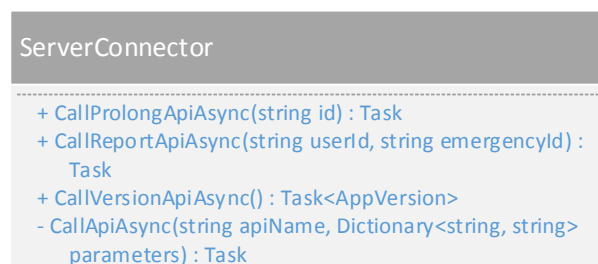 ServerConnector
+ CallProlongApiAsync(string id) : Task
+ CallReportApiAsync(string userId, string emergencyId) :
Task
+ CallVersionApiAsync() : Task<AppVersion>
- CallApiAsync(string apiName, Dictionary<string, string>
parameters) : Task